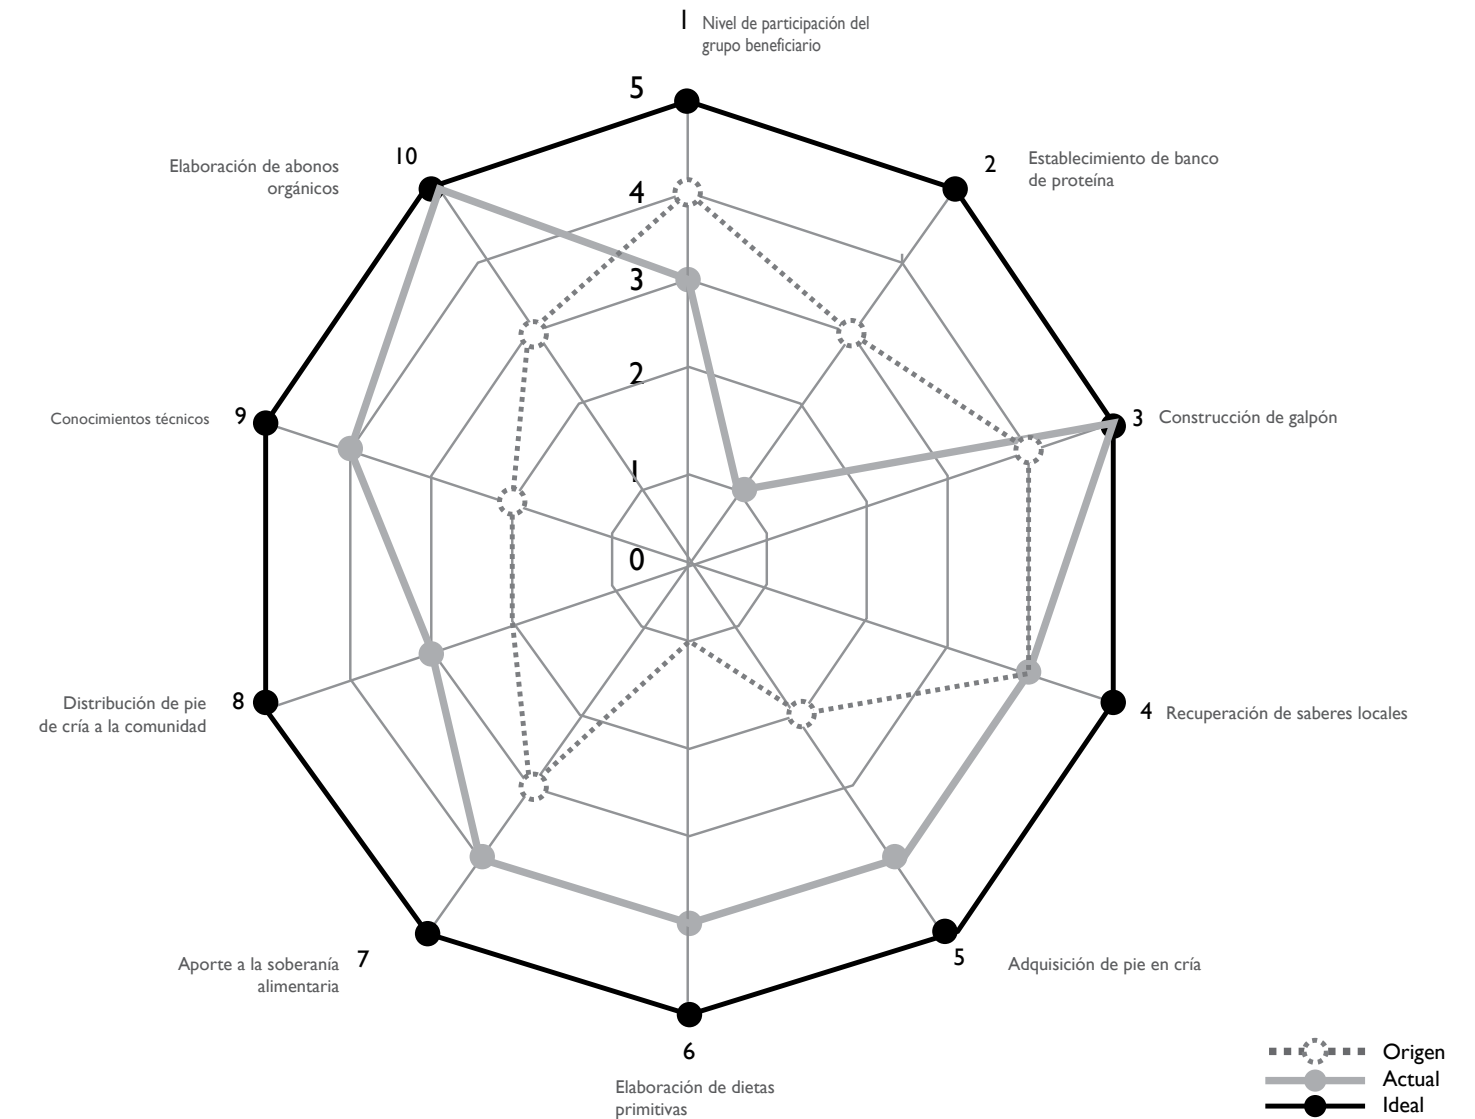 1 Nivel de participación del
grupo beneficiario
5
10
Elaboración de abonos
orgánicos
2 Establecimiento de banco
de proteína
4
3
2
1
0
9
Conocimientos técnicos
3 Construcción de galpón
8
Distribución de pie
de cría a la comunidad
4 Recuperación de saberes locales
7
Aporte a la soberanía
alimentaria
5 Adquisición de pie en cría
6
Elaboración de dietas
primitivas
Origen
Actual
Ideal